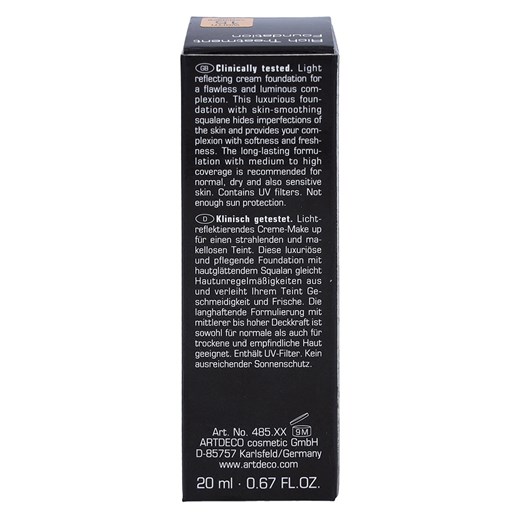 Rich Treatment
Foundation
GB Clinically tested. Light
reflecting cream foundation for
a flawless and luminous com-
plexion. This luxurious foun-
dation with skin-smoothing
squalane hides imperfections of
the skin and provides your com-
plexion with softness and fresh-
ness. The long-lasting formu-
lation with medium to high
coverage is recommended for
normal, dry and also sensitive
skin. Contains UV filters. Not
enough sun protection.
D Klinisch getestet. Licht-
reflektierendes Creme-Make up
für einen strahlenden und ma-
kellosen Teint. Diese luxuriöse
und pflegende Foundation mit
hautglättendem Squalan gleicht
Hautunregelmäßigkeiten aus
und verleiht Ihrem Teint Ge-
schmeidigkeit und Frische. Die
langhaftende Formulierung mit
mittlerer bis hoher Deckkraft ist
sowohl für normale als auch für
trockene und empfindliche Haut
geeignet. Enthält UV-Filter. Kein
ausreichender Sonnenschutz.
Art. No. 485.XX 9M
ARTDECO cosmetic GmbH
D-85757 Karlsfeld/Germany
www.artdeco.com
20 ml · 0.67 FL.OZ.